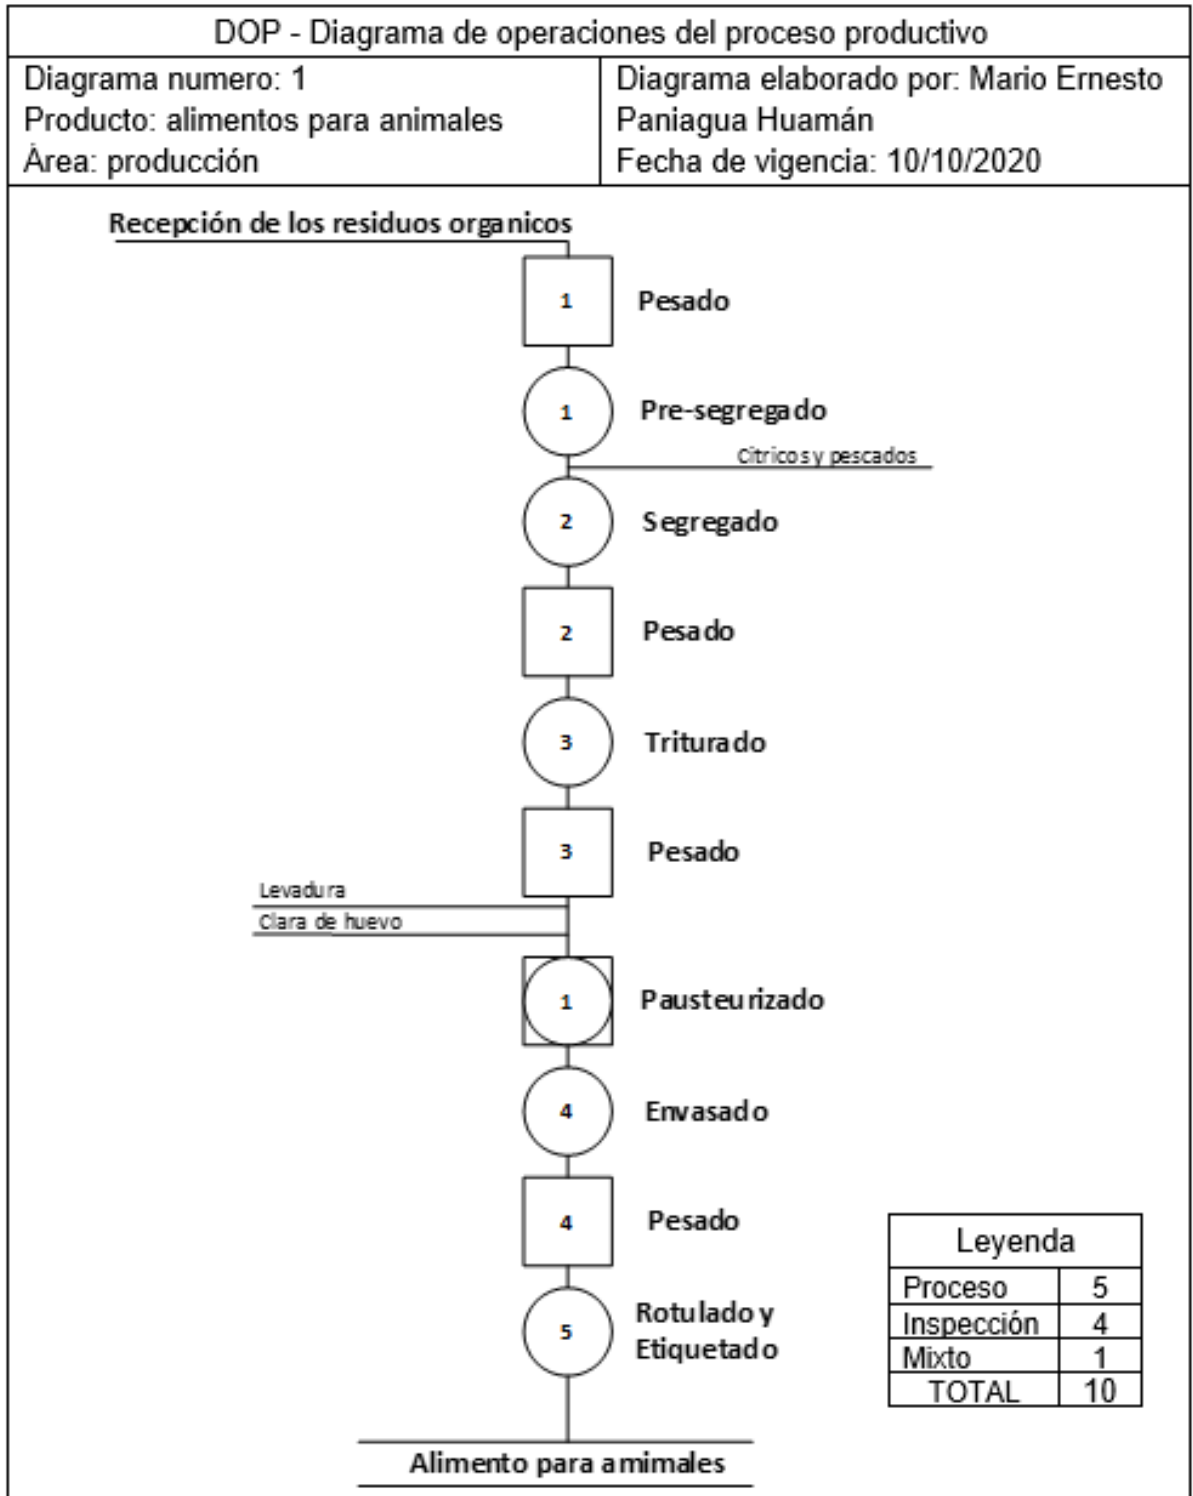 DOP - Diagrama de operaciones del proceso productivo
Diagrama numero: 1
Producto: alimentos para animales
Área: producción
Diagrama elaborado por: Mario Ernesto
Paniagua Huamán
Fecha de vigencia: 10/10/2020
Recepción de los residuos organicos
1
Pesado
1
Pre-segregado
Citricos y pescados
2
Segregado
2
Pesado
3
Triturado
3
Pesado
Levadura
Clara de huevo
1
Pausteurizado
4
Envasado
4
Pesado
5
Rotulado y
Etiquetado
Leyenda
Proceso 5
Inspección 4
Mixto 1
TOTAL 10
Alimento para amimales